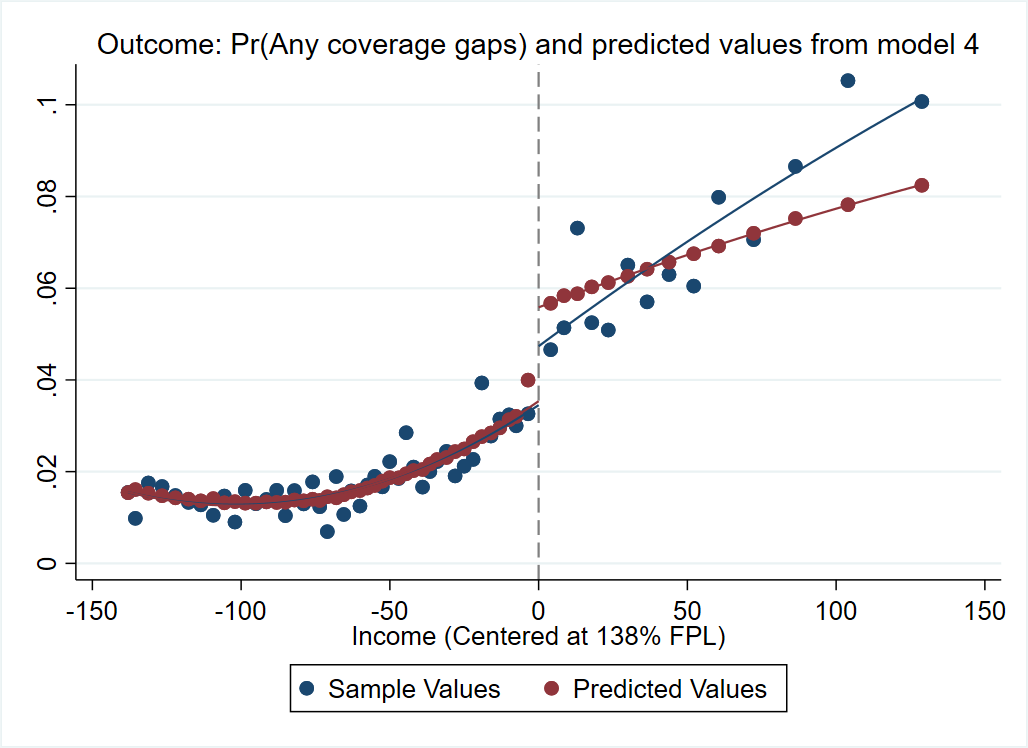 Outcome: Pr(Any coverage gaps) and predicted values from model 4
.1
.08
.06
.04
.02
0
-150 -100 -50 0 50 100 150
Income (Centered at 138% FPL)
Sample Values Predicted Values